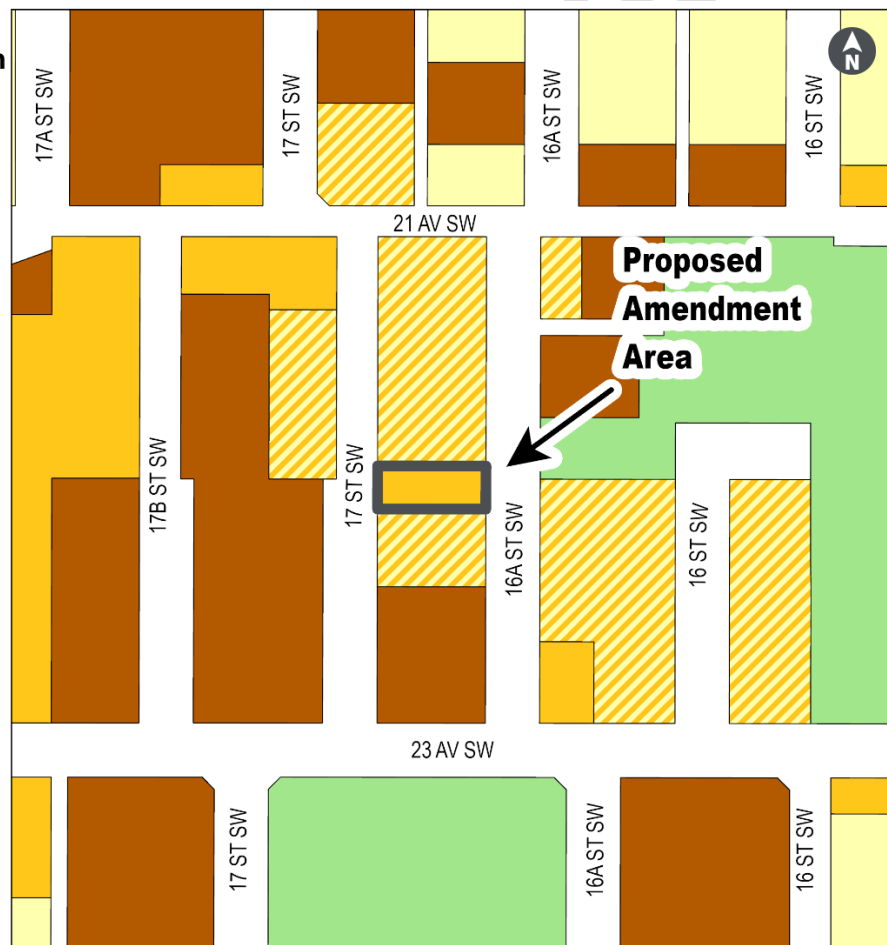 n
N
17A ST SW
17 ST SW
16A ST SW
16 ST SW
21 AV SW
Proposed
Amendment
Area
17B ST SW
17 ST SW
16A ST SW
16 ST SW
23 AV SW
17 ST SW
16A ST SW
16 ST SW